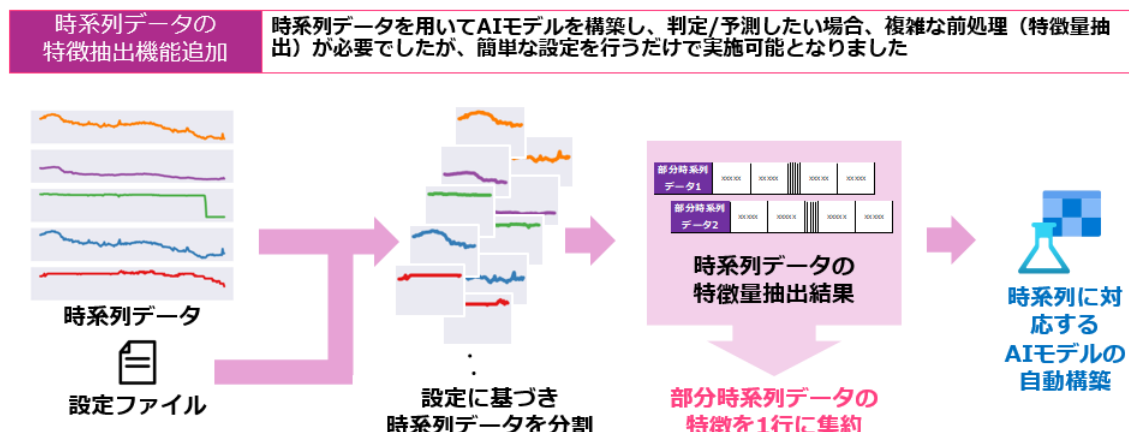 時系列データの
特徴抽出機能追加
時系列データを用いてAIモデルを構築し、判定/予測したい場合、複雑な前処理（特徴量抽
出）が必要でしたが、簡単な設定を行うだけで実施可能となりました
時系列データ
設定ファイル
設定に基づき
時系列データを分割
部分時系列
データ1
xxxxx
xxxxx
xxxxx
xxxxx
部分時系列
データ2
xxxxx
xxxxx
xxxxx
xxxxx
時系列データの
特徴量抽出結果
部分時系列データの
特徴を1行に集約
時系列に対
応する
AIモデルの
自動構築